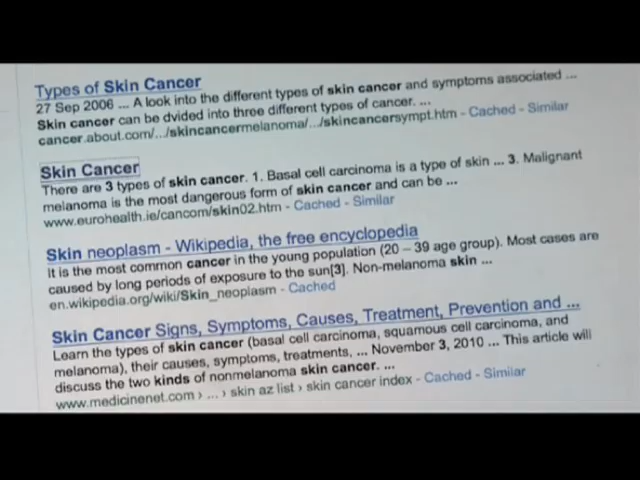 Types of Skin Cancer
27 Sep 2006 ... A look into the different types of skin cancer and symptoms associated ...
Skin cancer can be dvided into three different types of cancer. ...
cancer.about.com/.../skincancermelanoma/.../skincancersympt.htm - Cached - Similar
Skin Cancer
There are 3 types of skin cancer. 1. Basal cell carcinoma is a type of skin ... 3. Malignant
melanoma is the most dangerous form of skin cancer and can be ...
www.eurohealth.ie/cancom/skin02.htm - Cached - Similar
Skin neoplasm - Wikipedia, the free encyclopedia
It is the most common cancer in the young population (20 – 39 age group). Most cases are
caused by long periods of exposure to the sun[3]. Non-melanoma skin ...
en.wikipedia.org/wiki/Skin_neoplasm - Cached
Skin Cancer Signs, Symptoms, Causes, Treatment, Prevention and ...
Learn the types of skin cancer (basal cell carcinoma, squamous cell carcinoma, and
melanoma), their causes, symptoms, treatments, ... November 3, 2010 ... This article will
discuss the two kinds of nonmelanoma skin cancer. ...
www.medicinenet.com › ... › skin az list › skin cancer index - Cached - Similar